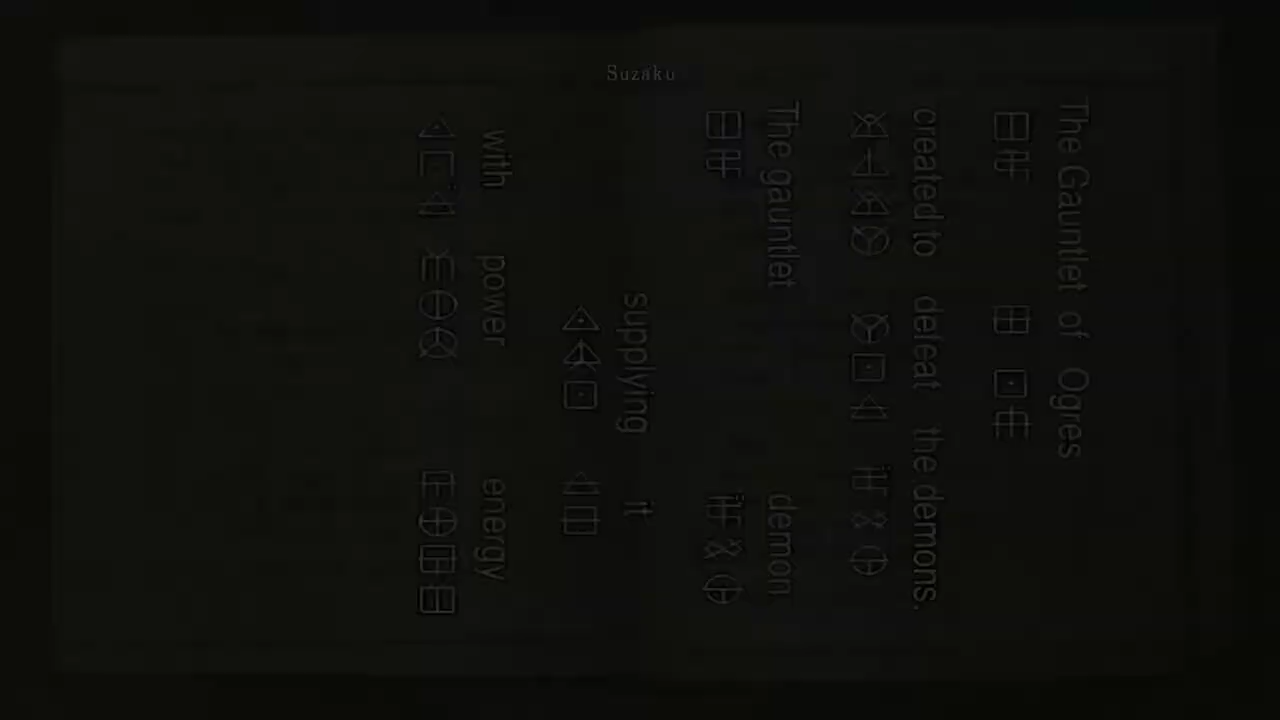 Suzaku
The Gauntlet of Ogres
created to defeat the demons.
The gauntlet demon
supplying it
with power energy